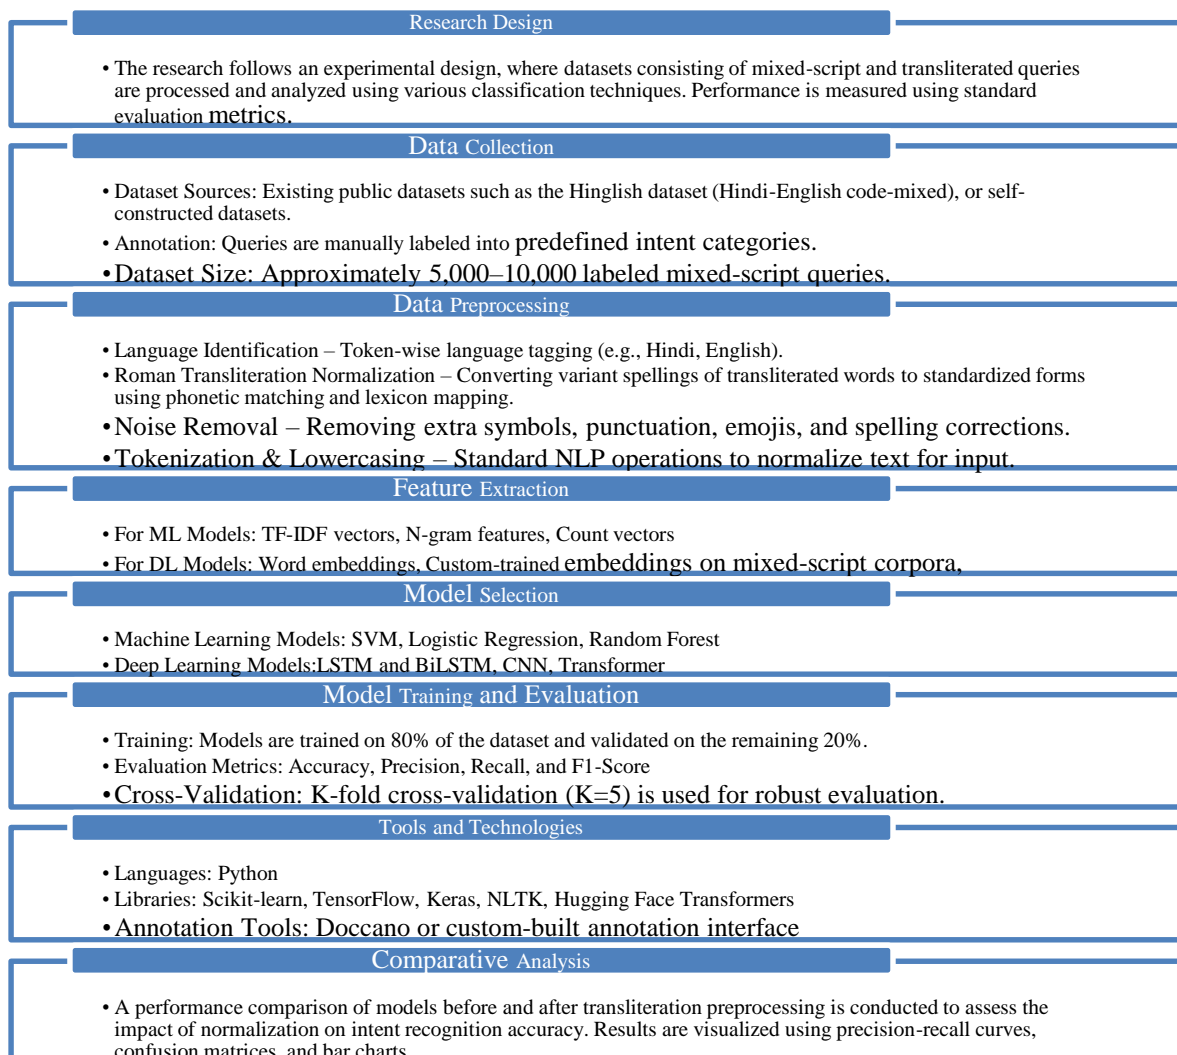 Research Design
• The research follows an experimental design, where datasets consisting of mixed-script and transliterated queries
are processed and analyzed using various classification techniques. Performance is measured using standard
evaluation metrics.
Data Collection
• Dataset Sources: Existing public datasets such as the Hinglish dataset (Hindi-English code-mixed), or self-
constructed datasets.
• Annotation: Queries are manually labeled into predefined intent categories.
• Dataset Size: Approximately 5,000–10,000 labeled mixed-script queries.
Data Preprocessing
• Language Identification – Token-wise language tagging (e.g., Hindi, English).
• Roman Transliteration Normalization – Converting variant spellings of transliterated words to standardized forms
using phonetic matching and lexicon mapping.
• Noise Removal – Removing extra symbols, punctuation, emojis, and spelling corrections.
• Tokenization & Lowercasing – Standard NLP operations to normalize text for input.
Feature Extraction
• For ML Models: TF-IDF vectors, N-gram features, Count vectors
• For DL Models: Word embeddings, Custom-trained embeddings on mixed-script corpora,
Model Selection
• Machine Learning Models: SVM, Logistic Regression, Random Forest
• Deep Learning Models:LSTM and BiLSTM, CNN, Transformer
Model Training and Evaluation
• Training: Models are trained on 80% of the dataset and validated on the remaining 20%.
• Evaluation Metrics: Accuracy, Precision, Recall, and F1-Score
• Cross-Validation: K-fold cross-validation (K=5) is used for robust evaluation.
Tools and Technologies
• Languages: Python
• Libraries: Scikit-learn, TensorFlow, Keras, NLTK, Hugging Face Transformers
• Annotation Tools: Doccano or custom-built annotation interface
Comparative Analysis
• A performance comparison of models before and after transliteration preprocessing is conducted to assess the
impact of normalization on intent recognition accuracy. Results are visualized using precision-recall curves,
confusion matrices, and bar charts